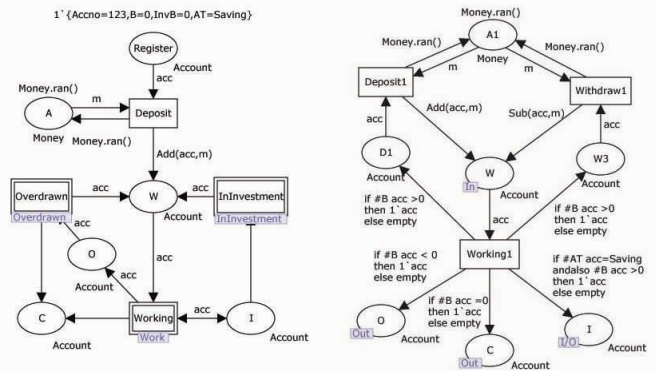 1`{Accno=123,B=0,InvB=0,AT=Saving}
Register
Account
acc
Money.ran()
A
m
Deposit
Money
Money.ran()
Add(acc,m)
Overdrawn
Overdrawn
acc
W
acc
InInvestment
InInvestment
Account
acc
O
Account
acc
acc
C
Account
Working
Work
acc
I
Account
Money.ran()
A1
Money.ran()
m
Money
m
Deposit1
Withdraw1
acc
Add(acc,m)
Sub(acc,m)
acc
D1
Account
W
In
Account
W3
Account
if #B acc >0
then 1`acc
else empty
acc
if #B acc >0
then 1`acc
else empty
Working1
if #B acc < 0
then 1`acc
else empty
if #B acc =0
then 1`acc
else empty
if #AT acc=Saving
andalso #B acc >0
then 1`acc
else empty
O
Out
Account
C
Out
Account
I
I/O
Account